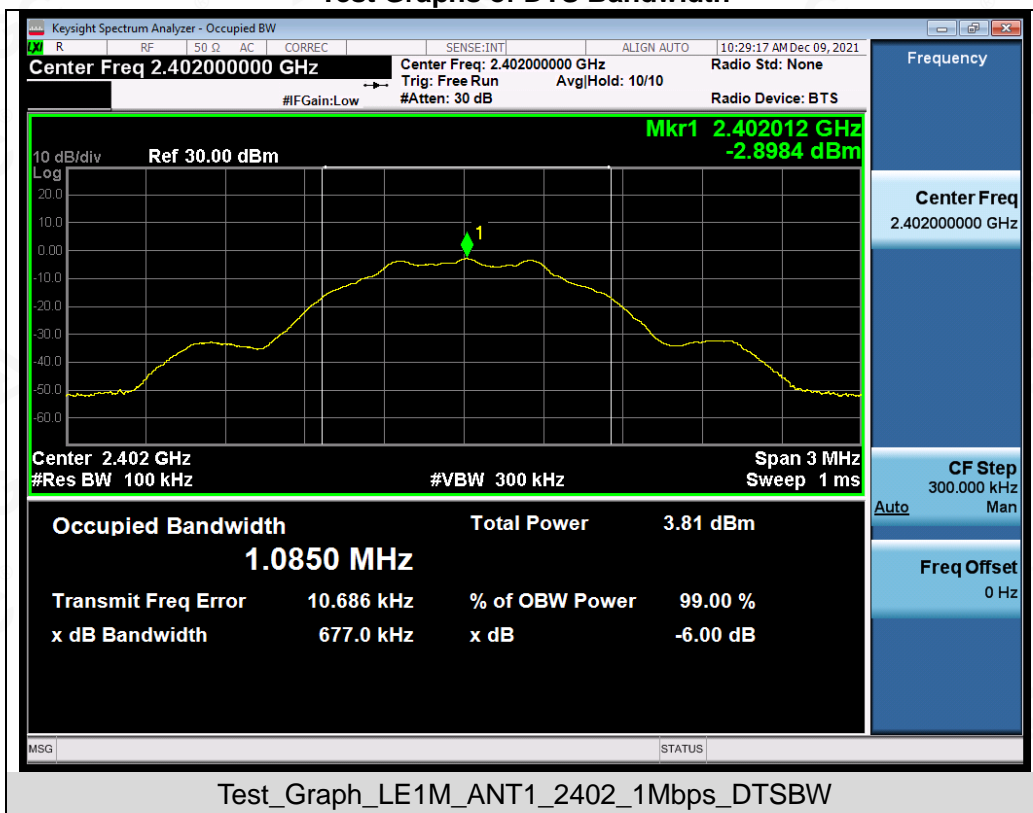 Test Graphs of DTS Bandwidth
Keysight Spectrum Analyzer - Occupied BW
LXI R RF 50 Ω AC CORREC SENSE:INT ALIGN AUTO 10:29:17 AM Dec 09, 2021
Center Freq 2.402000000 GHz
Center Freq: 2.402000000 GHz
Radio Std: None
Trig: Free Run Avg|Hold: 10/10
#IFGain:Low
#Atten: 30 dB
Radio Device: BTS
Frequency
Mkr1 2.402012 GHz
-2.8984 dBm
10 dB/div Ref 30.00 dBm
Log
20.0
10.0
0.00
-10.0
-20.0
-30.0
-40.0
-50.0
-60.0
1
Center 2.402 GHz
Span 3 MHz
#Res BW 100 kHz
#VBW 300 kHz
Sweep 1 ms
Center Freq
2.402000000 GHz
CF Step
300.000 kHz
Auto Man
Freq Offset
0 Hz
Occupied Bandwidth
Total Power 3.81 dBm
1.0850 MHz
Transmit Freq Error 10.686 kHz
% of OBW Power 99.00 %
x dB Bandwidth 677.0 kHz
x dB -6.00 dB
MSG
STATUS
Test_Graph_LE1M_ANT1_2402_1Mbps_DTSBW